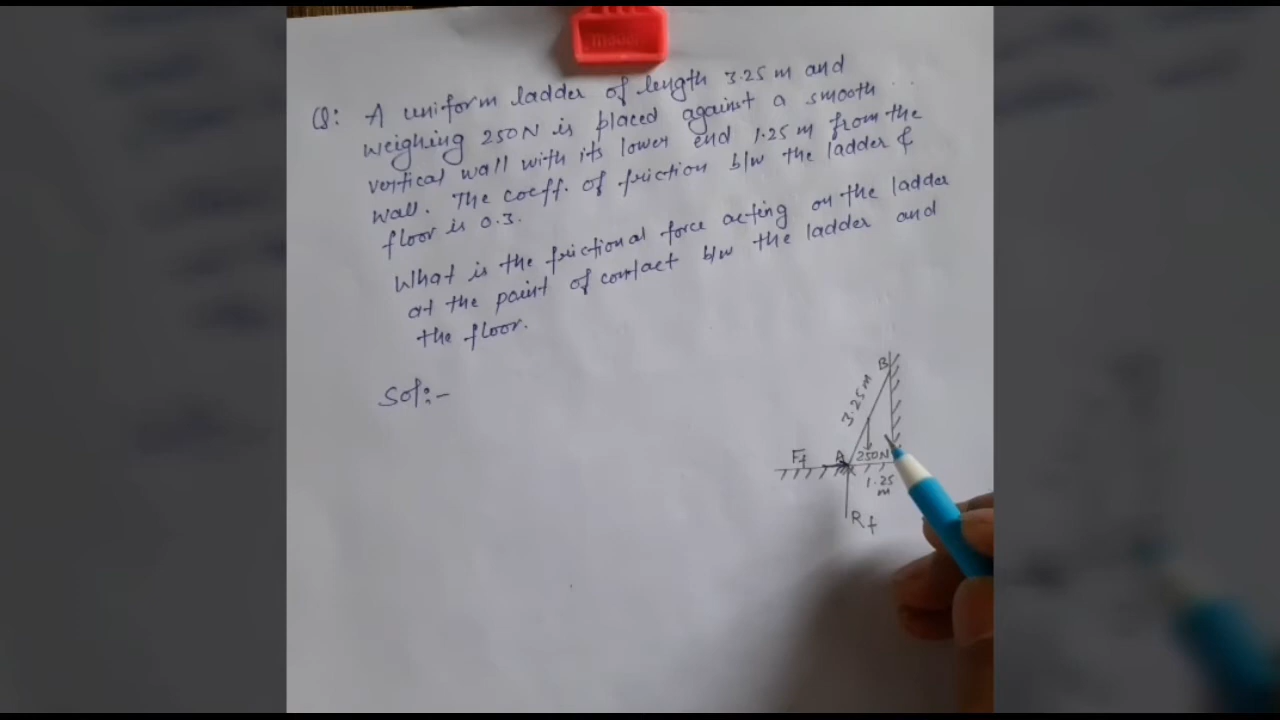 Q: A uniform ladder of length 3.25 m and
weighing 250N is placed against a smooth
vertical wall with its lower end 1.25 m from the
wall. The coeff. of friction b/w the ladder &
floor is 0.3.
What is the frictional force acting on the ladder
at the point of contact b/w the ladder and
the floor.
Sol:-
B
3.25 m
Ff
A
250N
1.25
m
Rf